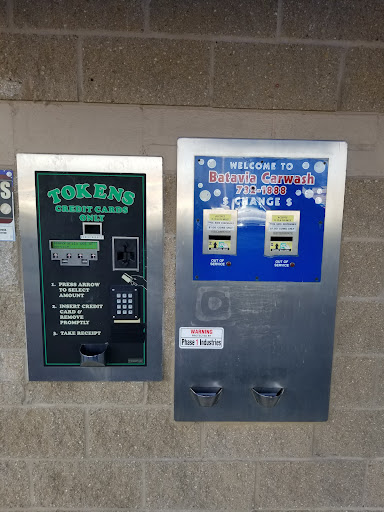 TOKENS
CREDIT CARDS
ONLY
1. PRESS ARROW
TO SELECT
AMOUNT
2. INSERT CREDIT
CARD &
REMOVE
PROMPTLY
3. TAKE RECEIPT
WELCOME TO
Batavia Carwash
732-1888
$ CHANGE $
OUT OF
SERVICE
OUT OF
SERVICE
WARNING
Phase 1 Industries
S